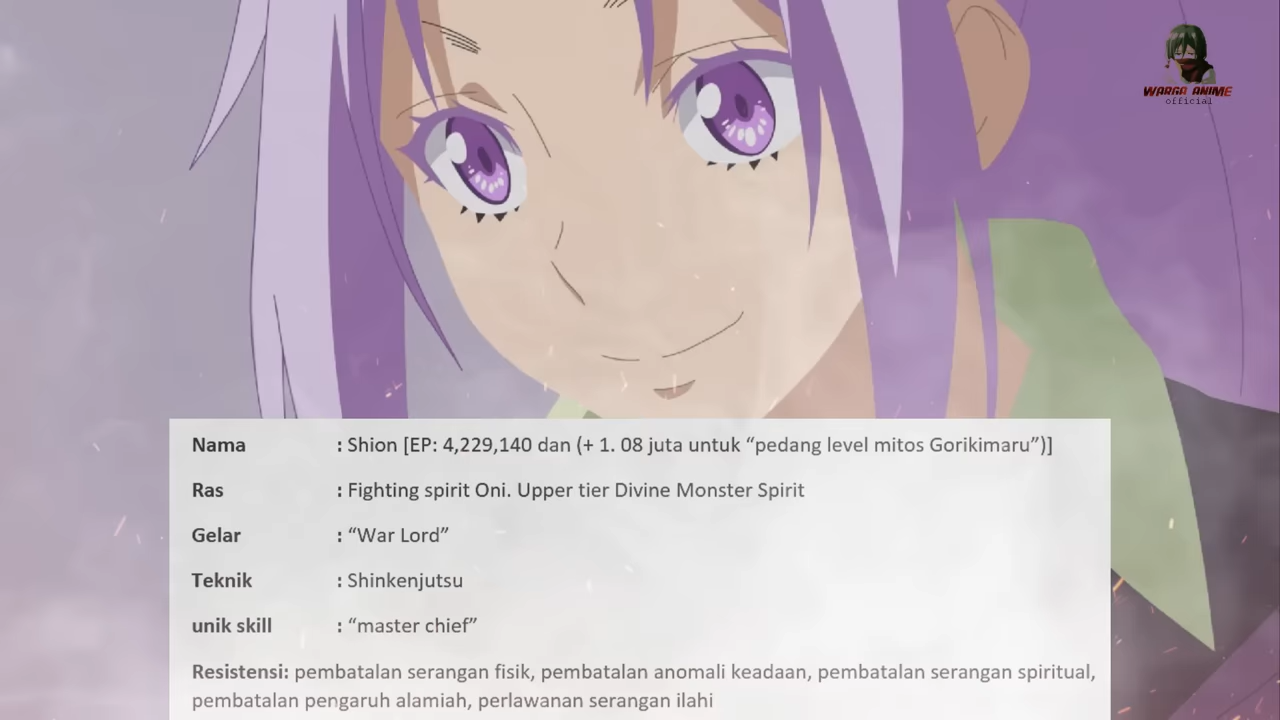 WARGA ANIME
official
Nama : Shion [EP: 4,229,140 dan (+ 1. 08 juta untuk “pedang level mitos Gorikimaru”)]
Ras : Fighting spirit Oni. Upper tier Divine Monster Spirit
Gelar : “War Lord”
Teknik : Shinkenjutsu
unik skill : “master chief”
Resistensi: pembatalan serangan fisik, pembatalan anomali keadaan, pembatalan serangan spiritual,
pembatalan pengaruh alamiah, perlawanan serangan ilahi